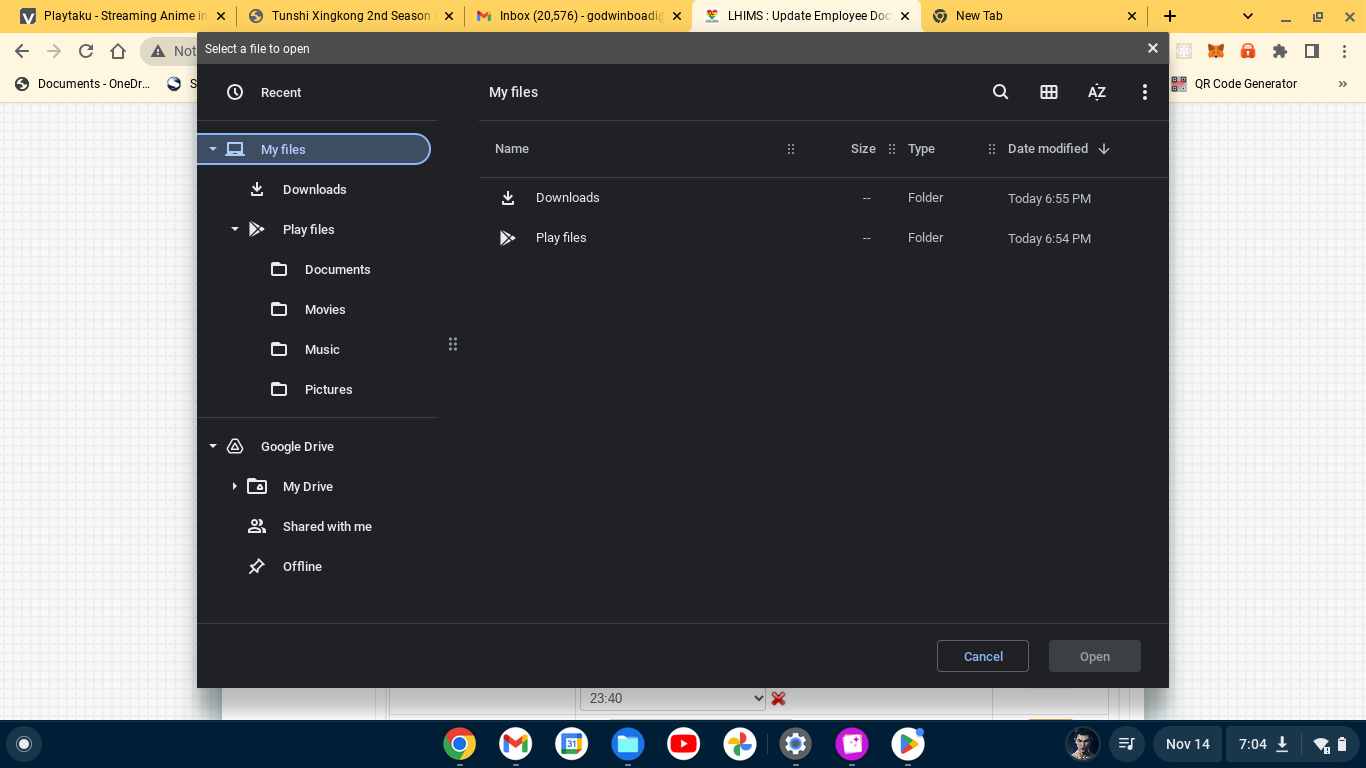 Playtaku - Streaming Anime in
Tunshi Xingkong 2nd Season
Inbox (20,576) - godwinboadi@
LHIMS : Update Employee Doc
New Tab
Not
Documents - OneDr...
S
QR Code Generator
Select a file to open
Recent
My files
Downloads
Play files
Documents
Movies
Music
Pictures
Google Drive
My Drive
Shared with me
Offline
My files
AZ
Name Size Type Date modified
Downloads -- Folder Today 6:55 PM
Play files -- Folder Today 6:54 PM
Cancel Open
23:40
31
Nov 14 7:04